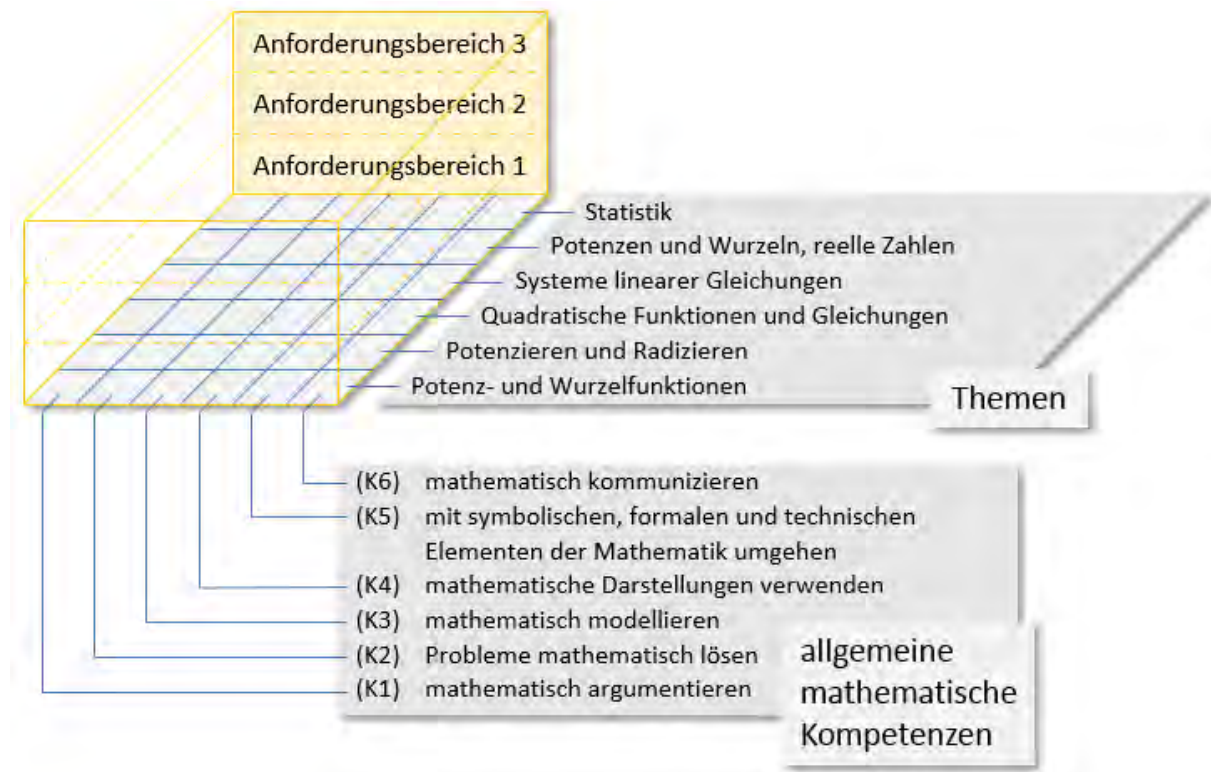 Anforderungsbereich 3
Anforderungsbereich 2
Anforderungsbereich 1
Statistik
Potenzen und Wurzeln, reelle Zahlen
Systeme linearer Gleichungen
Quadratische Funktionen und Gleichungen
Potenzieren und Radizieren
Potenz- und Wurzelfunktionen
Themen
(K6) mathematisch kommunizieren
(K5) mit symbolischen, formalen und technischen
Elementen der Mathematik umgehen
(K4) mathematische Darstellungen verwenden
(K3) mathematisch modellieren
(K2) Probleme mathematisch lösen
(K1) mathematisch argumentieren
allgemeine
mathematische
Kompetenzen